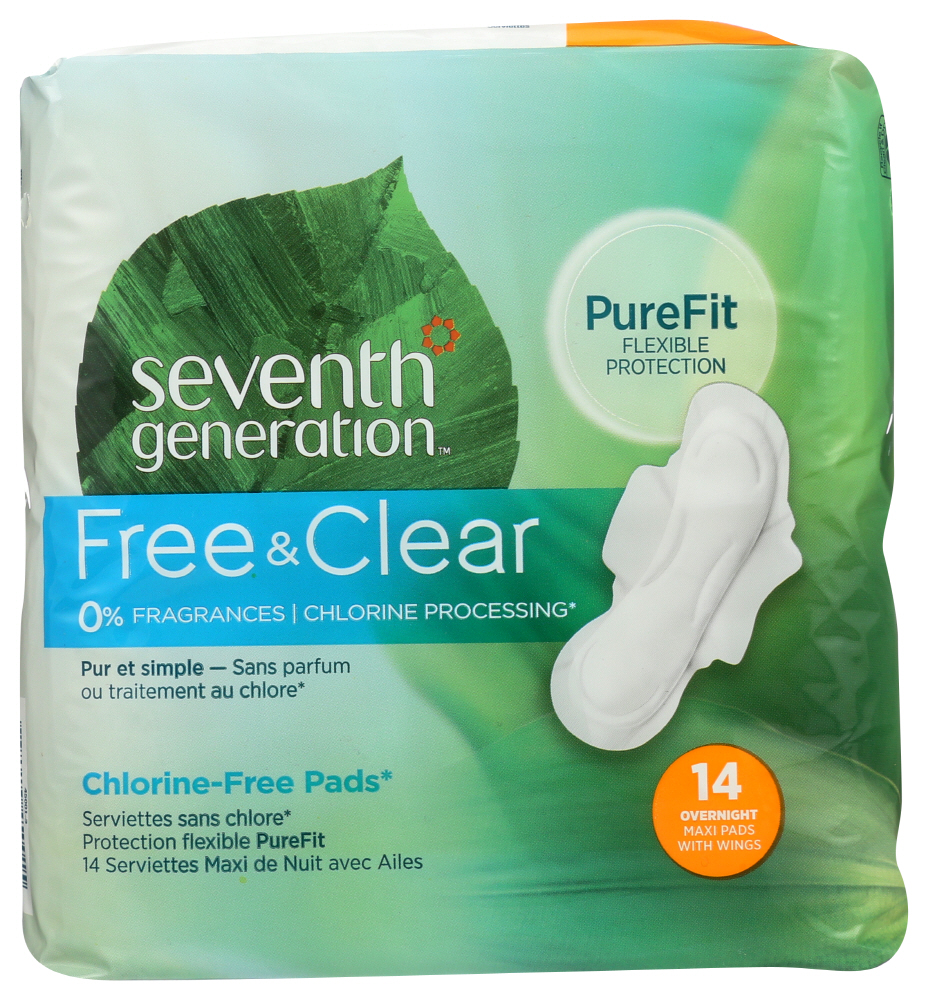 seventh
generation™
PureFit
FLEXIBLE
PROTECTION
Free & Clear
0% FRAGRANCES | CHLORINE PROCESSING*
Pur et simple — Sans parfum
ou traitement au chlore*
Chlorine-Free Pads*
Serviettes sans chlore*
Protection flexible PureFit
14 Serviettes Maxi de Nuit avec Ailes
14
OVERNIGHT
MAXI PADS
WITH WINGS